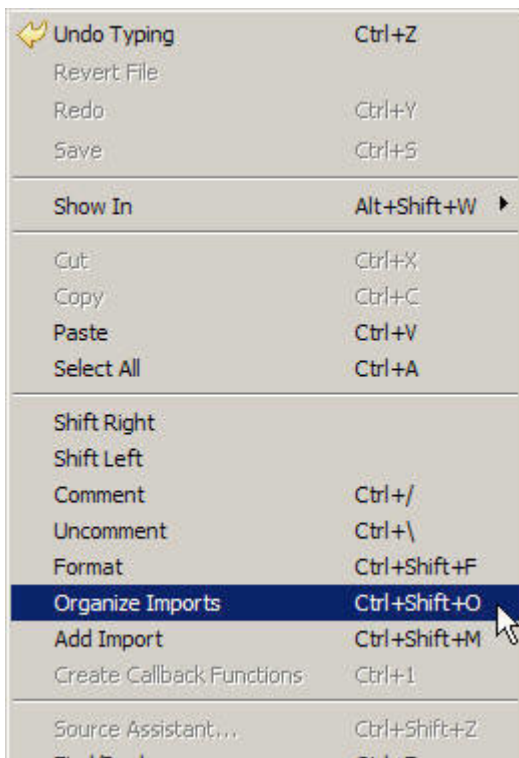 Undo Typing Ctrl+Z
Revert File
Redo Ctrl+Y
Save Ctrl+S
Show In Alt+Shift+W
Cut Ctrl+X
Copy Ctrl+C
Paste Ctrl+V
Select All Ctrl+A
Shift Right
Shift Left
Comment Ctrl+/
Uncomment Ctrl+\
Format Ctrl+Shift+F
Organize Imports Ctrl+Shift+O
Add Import Ctrl+Shift+M
Create Callback Functions Ctrl+1
Source Assistant... Ctrl+Shift+Z